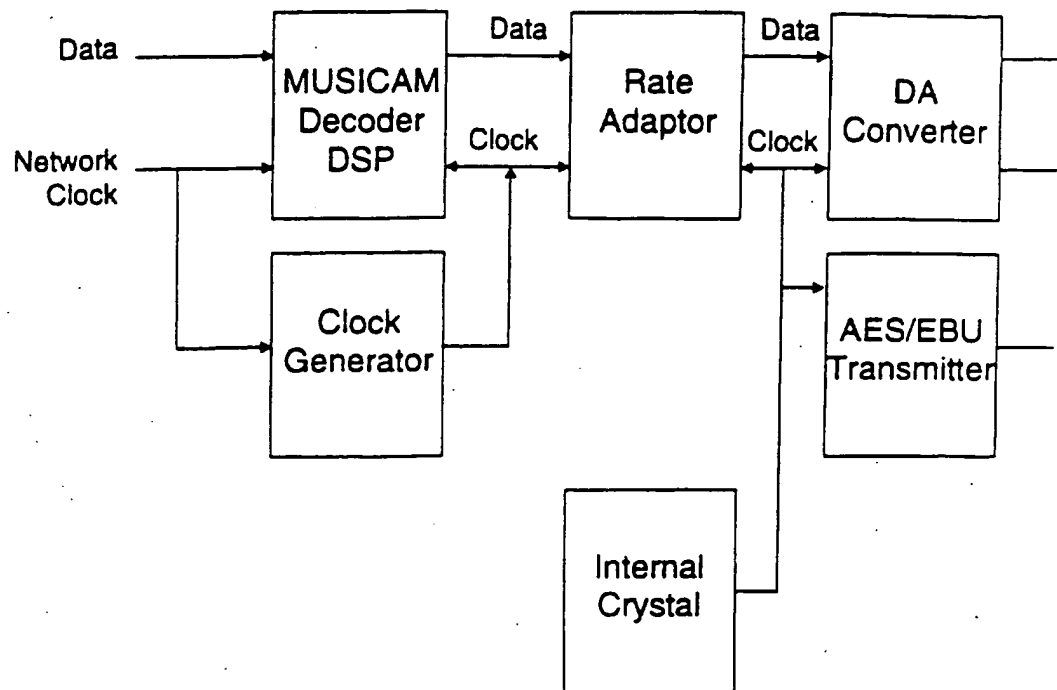 Data
MUSICAM
Decoder
DSP
Data
Rate
Adaptor
Data
DA
Converter
Network
Clock
Clock
Clock
Clock
Generator
AES/EBU
Transmitter
Internal
Crystal